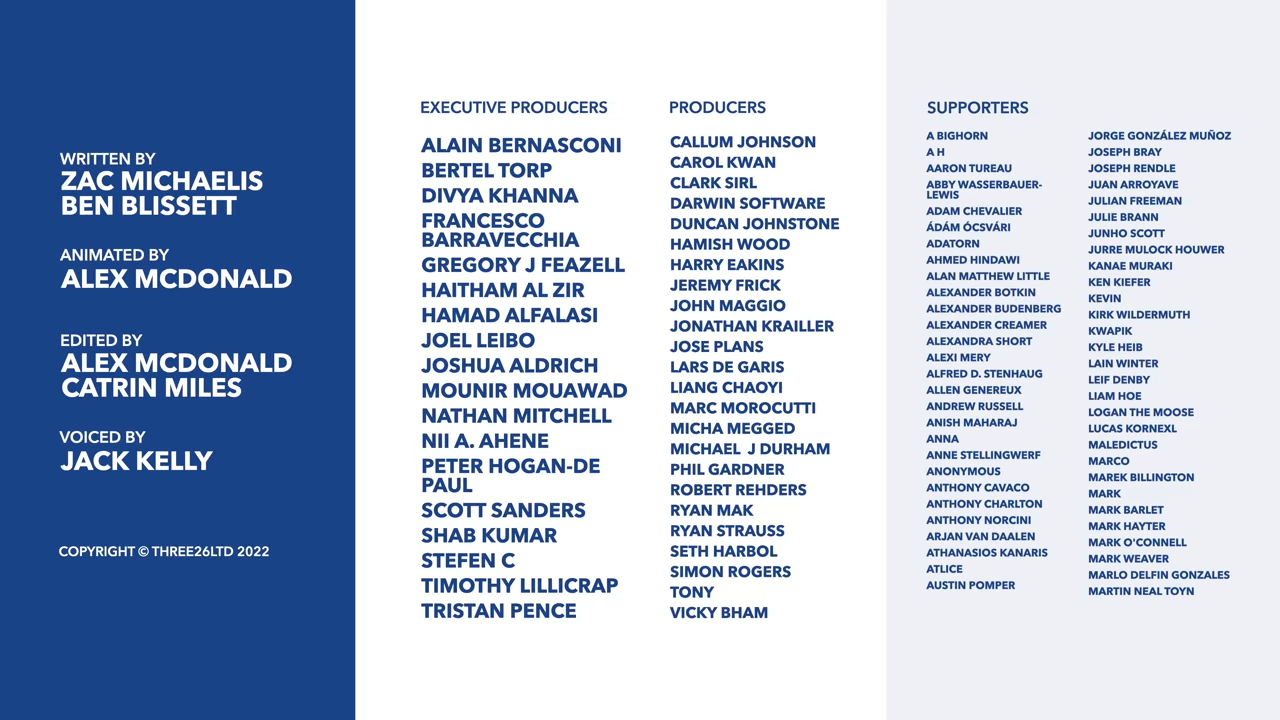 WRITTEN BY
ZAC MICHAELIS
BEN BLISSETT
ANIMATED BY
ALEX MCDONALD
EDITED BY
ALEX MCDONALD
CATRIN MILES
VOICED BY
JACK KELLY
COPYRIGHT © THREE26LTD 2022
EXECUTIVE PRODUCERS
ALAIN BERNASCONI
BERTEL TORP
DIVYA KHANNA
FRANCESCO
BARRAVECCHIA
GREGORY J FEAZELL
HAITHAM AL ZIR
HAMAD ALFALASI
JOEL LEIBO
JOSHUA ALDRICH
MOUNIR MOUAWAD
NATHAN MITCHELL
NII A. AHENE
PETER HOGAN-DE
PAUL
SCOTT SANDERS
SHAB KUMAR
STEFEN C
TIMOTHY LILLICRAP
TRISTAN PENCE
PRODUCERS
CALLUM JOHNSON
CAROL KWAN
CLARK SIRL
DARWIN SOFTWARE
DUNCAN JOHNSTONE
HAMISH WOOD
HARRY EAKINS
JEREMY FRICK
JOHN MAGGIO
JONATHAN KRAILLER
JOSE PLANS
LARS DE GARIS
LIANG CHAOYI
MARC MOROCUTTI
MICHA MEGGED
MICHAEL  J DURHAM
PHIL GARDNER
ROBERT REHDERS
RYAN MAK
RYAN STRAUSS
SETH HARBOL
SIMON ROGERS
TONY
VICKY BHAM
SUPPORTERS
A BIGHORN
A H
AARON TUREAU
ABBY WASSERBAUER-
LEWIS
ADAM CHEVALIER
ÁDÁM ÓCSVÁRI
ADATORN
AHMED HINDAWI
ALAN MATTHEW LITTLE
ALEXANDER BOTKIN
ALEXANDER BUDENBERG
ALEXANDER CREAMER
ALEXANDRA SHORT
ALEXI MERY
ALFRED D. STENHAUG
ALLEN GENEREUX
ANDREW RUSSELL
ANISH MAHARAJ
ANNA
ANNE STELLINGWERF
ANONYMOUS
ANTHONY CAVACO
ANTHONY CHARLTON
ANTHONY NORCINI
ARJAN VAN DAALEN
ATHANASIOS KANARIS
ATLICE
AUSTIN POMPER
JORGE GONZÁLEZ MUÑOZ
JOSEPH BRAY
JOSEPH RENDLE
JUAN ARROYAVE
JULIAN FREEMAN
JULIE BRANN
JUNHO SCOTT
JURRE MULOCK HOUWER
KANAE MURAKI
KEN KIEFER
KEVIN
KIRK WILDERMUTH
KWAPIK
KYLE HEIB
LAIN WINTER
LEIF DENBY
LIAM HOE
LOGAN THE MOOSE
LUCAS KORNEXL
MALEDICTUS
MARCO
MAREK BILLINGTON
MARK
MARK BARLET
MARK HAYTER
MARK O'CONNELL
MARK WEAVER
MARLO DELFIN GONZALES
MARTIN NEAL TOYN